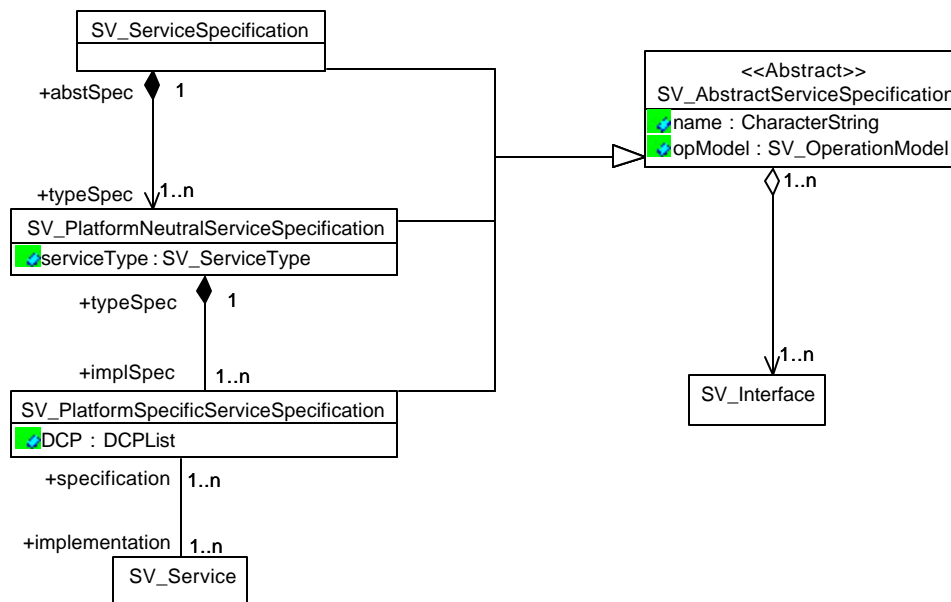 SV_ServiceSpecification
+abstSpec
1
+typeSpec
1..n
SV_PlatformNeutralServiceSpecification
serviceType : SV_ServiceType
+typeSpec
1
+implSpec
1..n
SV_PlatformSpecificServiceSpecification
DCP : DCPList
+specification
1..n
+implementation
1..n
SV_Service
<<Abstract>>
SV_AbstractServiceSpecification
name : CharacterString
opModel : SV_OperationModel
1..n
1..n
SV_Interface